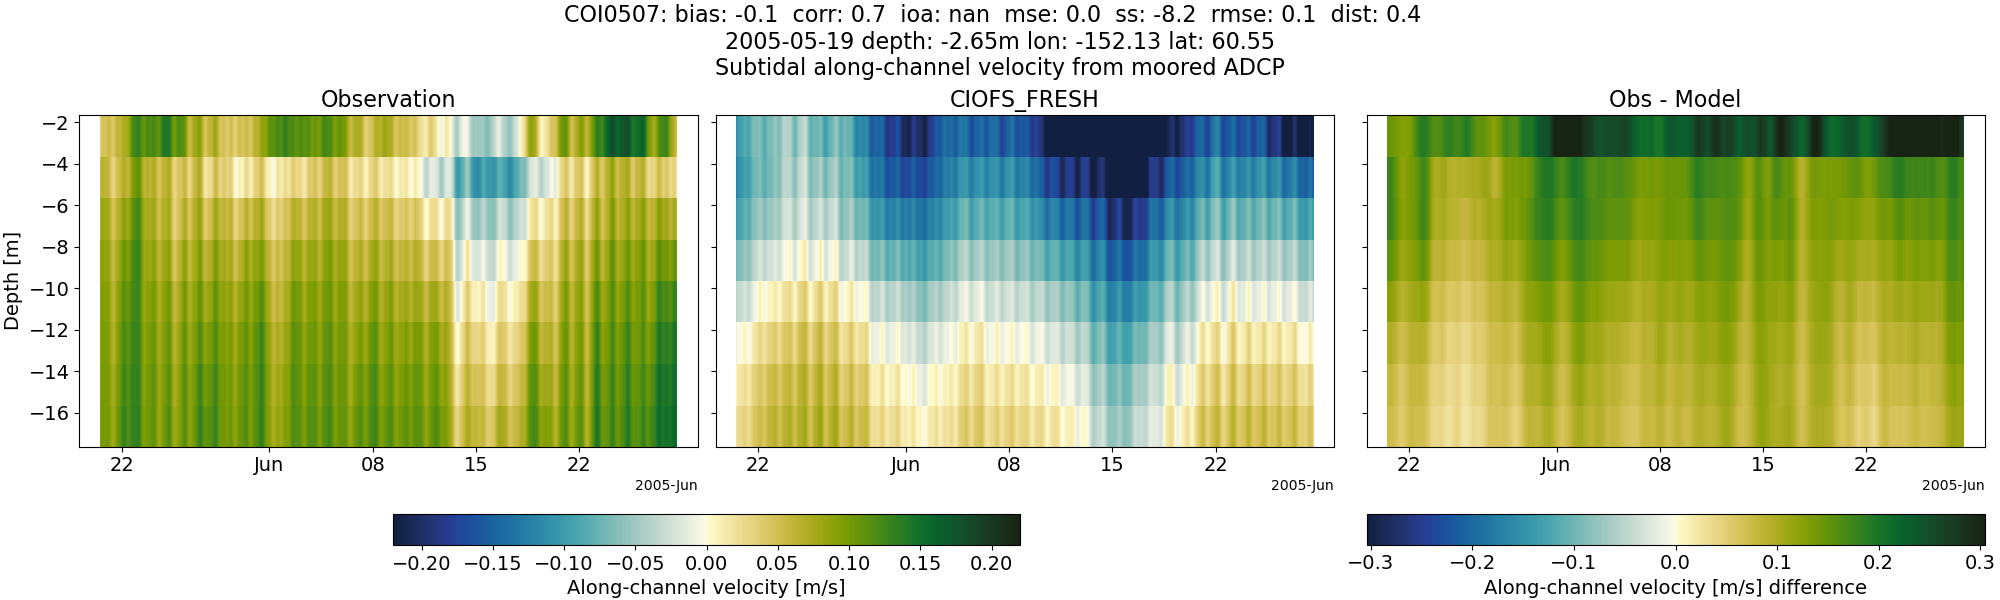 COI0507: bias: -0.1 corr: 0.7 ioa: nan mse: 0.0 ss: -8.2 rmse: 0.1 dist: 0.4
2005-05-19 depth: -2.65m lon: -152.13 lat: 60.55
Subtidal along-channel velocity from moored ADCP
Observation
CIOFS_FRESH
Obs - Model
Depth [m]
−2
−4
−6
−8
−10
−12
−14
−16
22 Jun 08 15 22
2005-Jun
22 Jun 08 15 22
2005-Jun
22 Jun 08 15 22
2005-Jun
−0.20 −0.15 −0.10 −0.05 0.00 0.05 0.10 0.15 0.20
Along-channel velocity [m/s]
−0.3 −0.2 −0.1 0.0 0.1 0.2 0.3
Along-channel velocity [m/s] difference